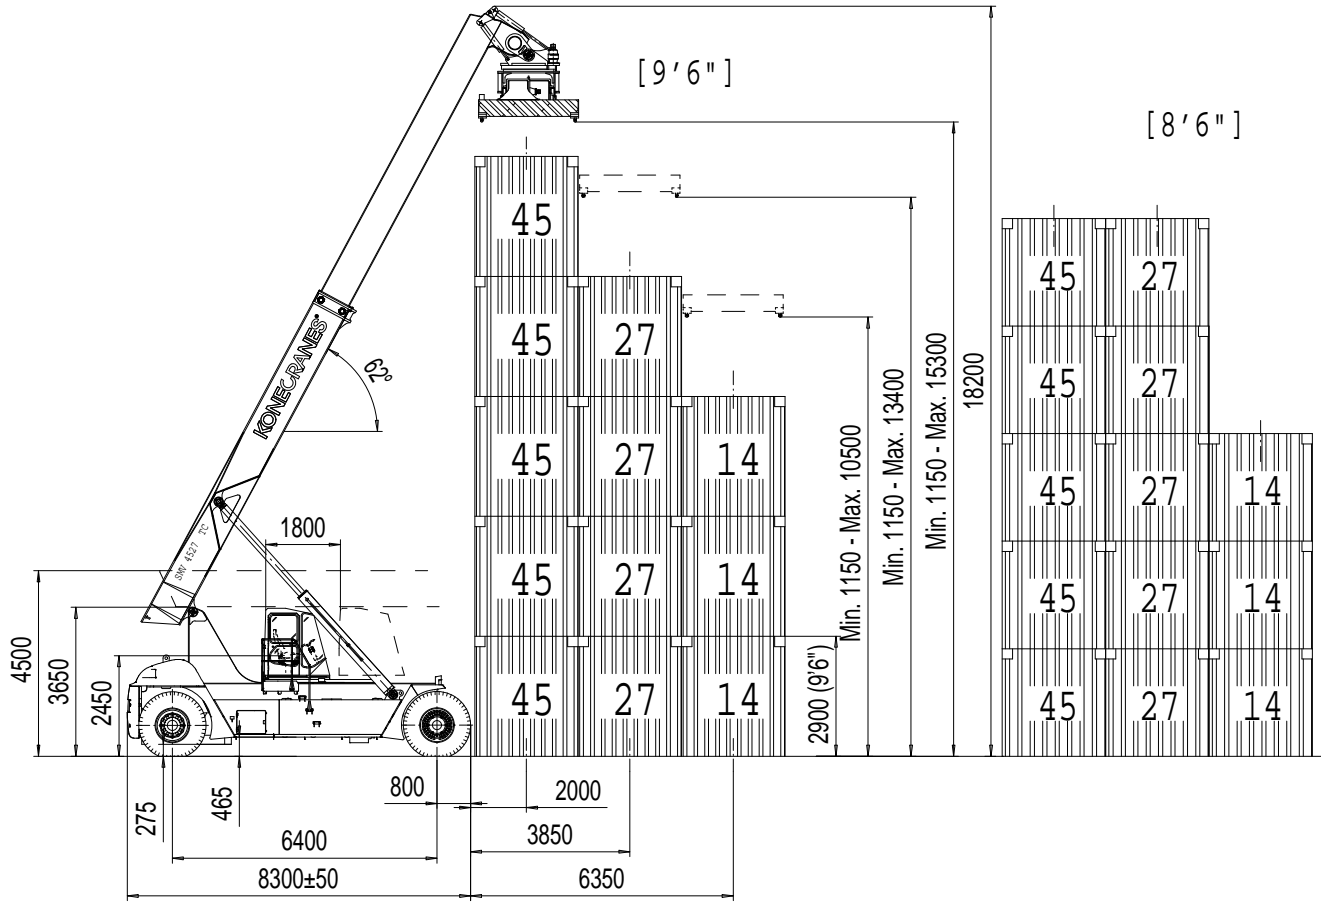 [9’6"]
[8’6"]
45
45 27
45 27 14
45 27 14
45 27 14
45 27
45 27
45 27 14
45 27 14
45 27 14
KONECRANES®
62°
SMV 4527 TC
1800
4500
3650
2450
275
465
800
2000
6400
3850
8300±50
6350
2900 (9'6")
Min. 1150 - Max. 10500
Min. 1150 - Max. 13400
Min. 1150 - Max. 15300
18200